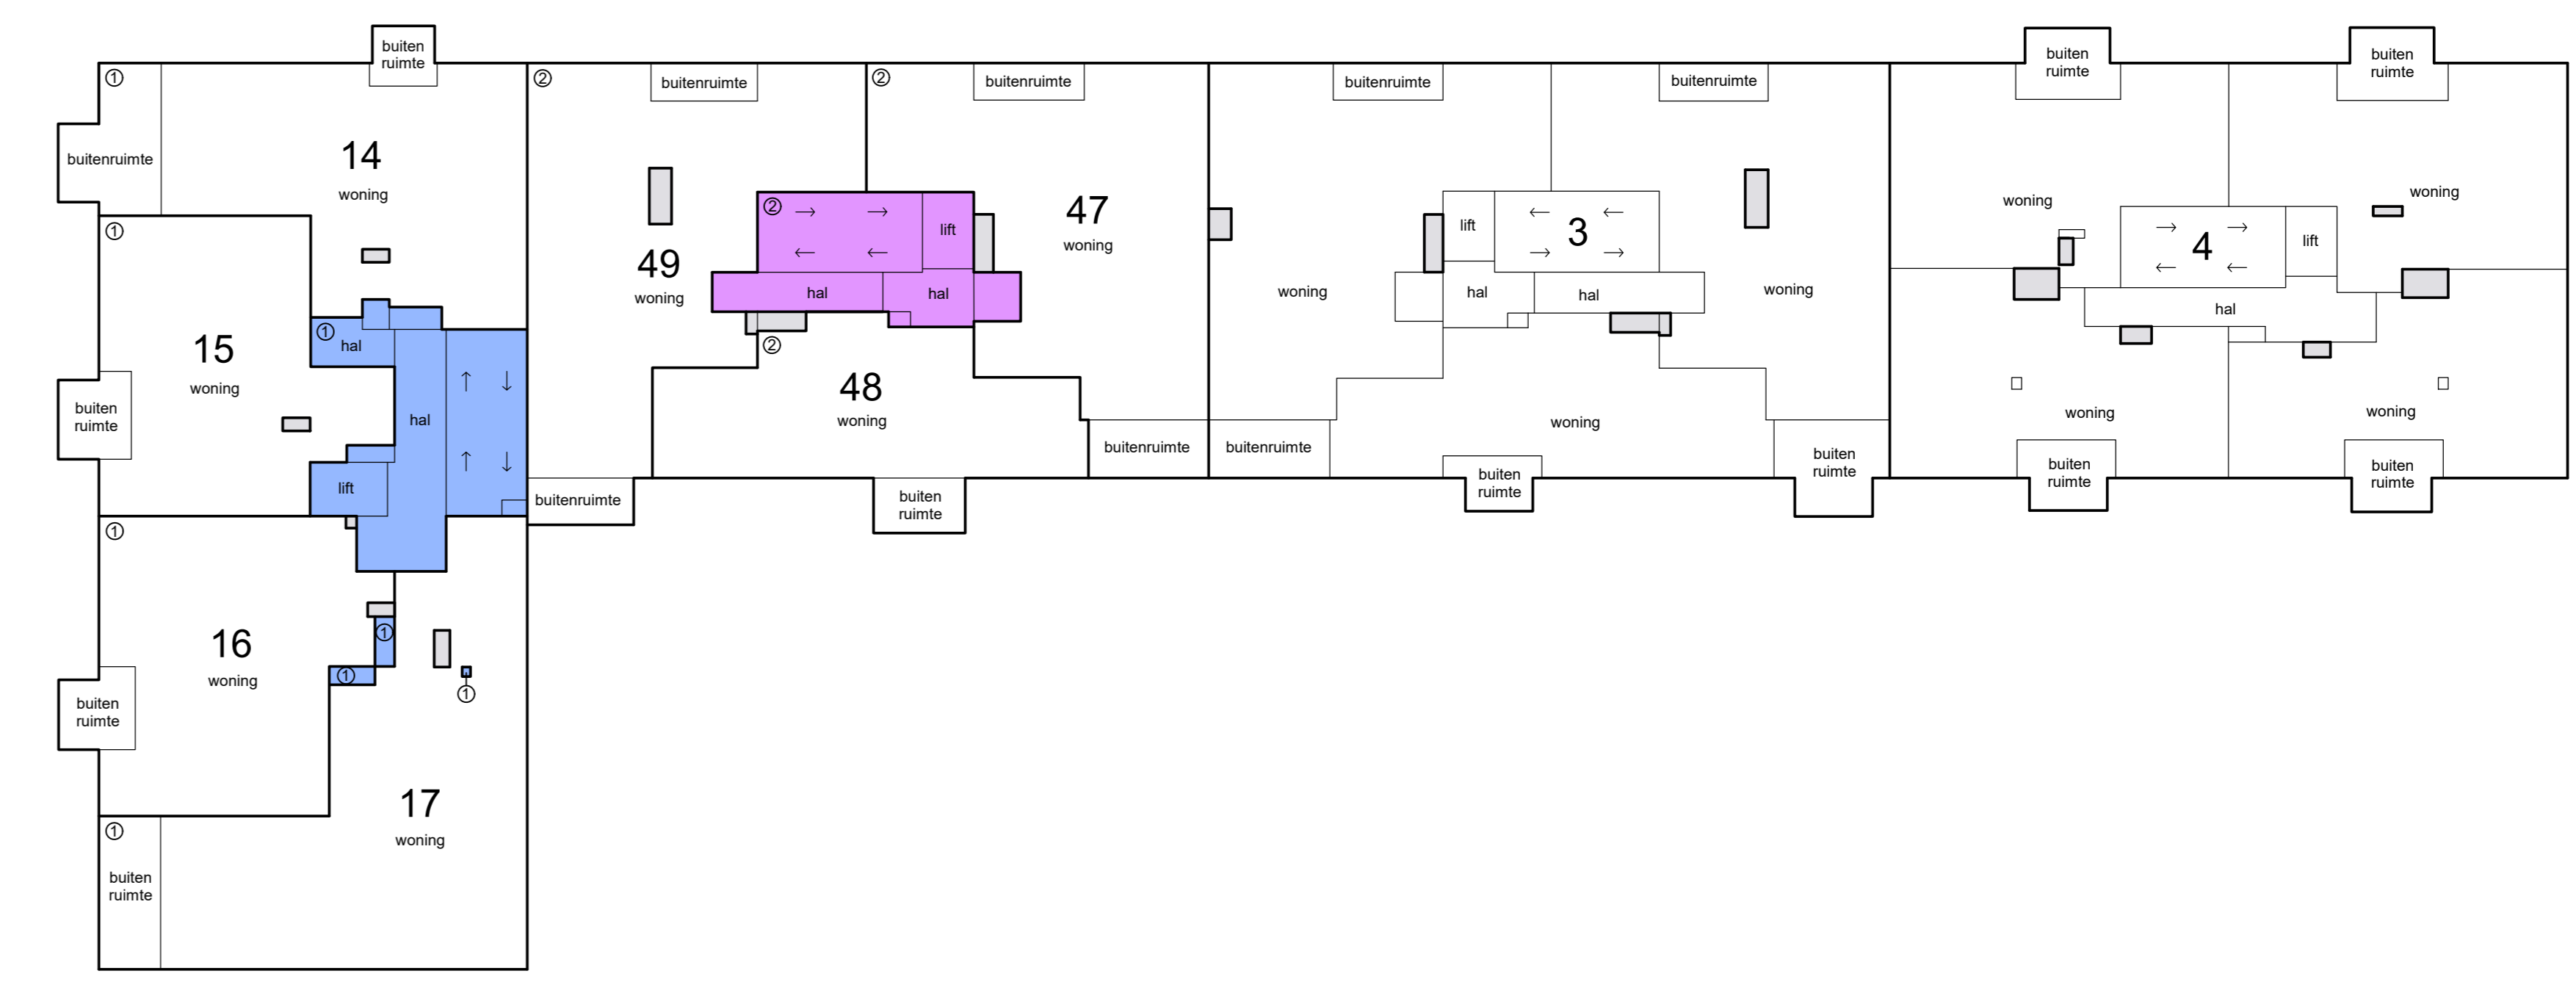 buiten
ruimte
①
buitenruimte
14
woning
①
15
woning
buiten
ruimte
①
hal
hal
lift
↑ ↓
↑ ↓
①
16
woning
buiten
ruimte
①
①
①
17
woning
①
buiten
ruimte
②
buitenruimte
49
woning
buitenruimte
②
→ →
← ←
lift
hal
hal
②
buitenruimte
47
woning
buitenruimte
②
48
woning
buiten
ruimte
buitenruimte
woning
buitenruimte
lift
← ←
3
→ →
hal
hal
buitenruimte
woning
buiten
ruimte
woning
buiten
ruimte
buiten
ruimte
woning
→ →
4
← ←
lift
hal
buiten
ruimte
woning
woning
buiten
ruimte
woning
buiten
ruimte